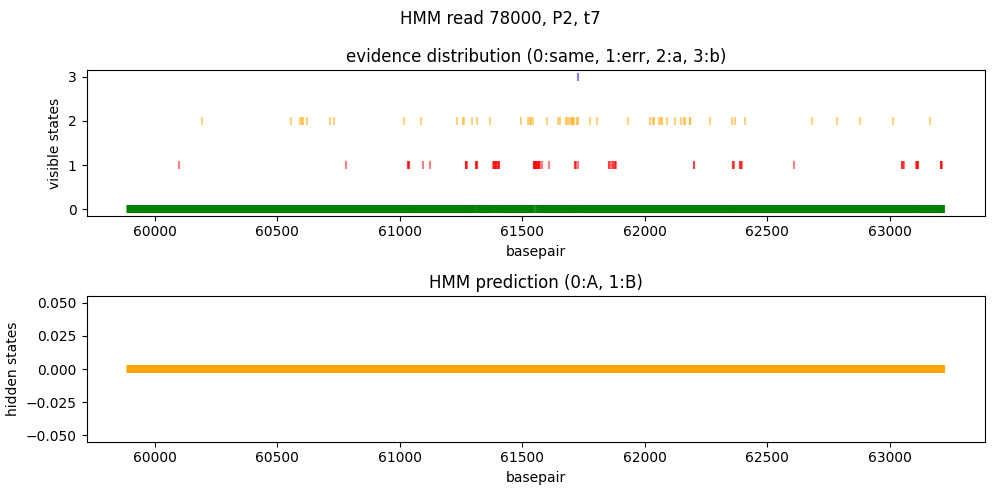 HMM read 78000, P2, t7
evidence distribution (0:same, 1:err, 2:a, 3:b)
visible states
3
2
1
0
60000 60500 61000 61500 62000 62500 63000
basepair
HMM prediction (0:A, 1:B)
hidden states
0.050
0.025
0.000
−0.025
−0.050
60000 60500 61000 61500 62000 62500 63000
basepair